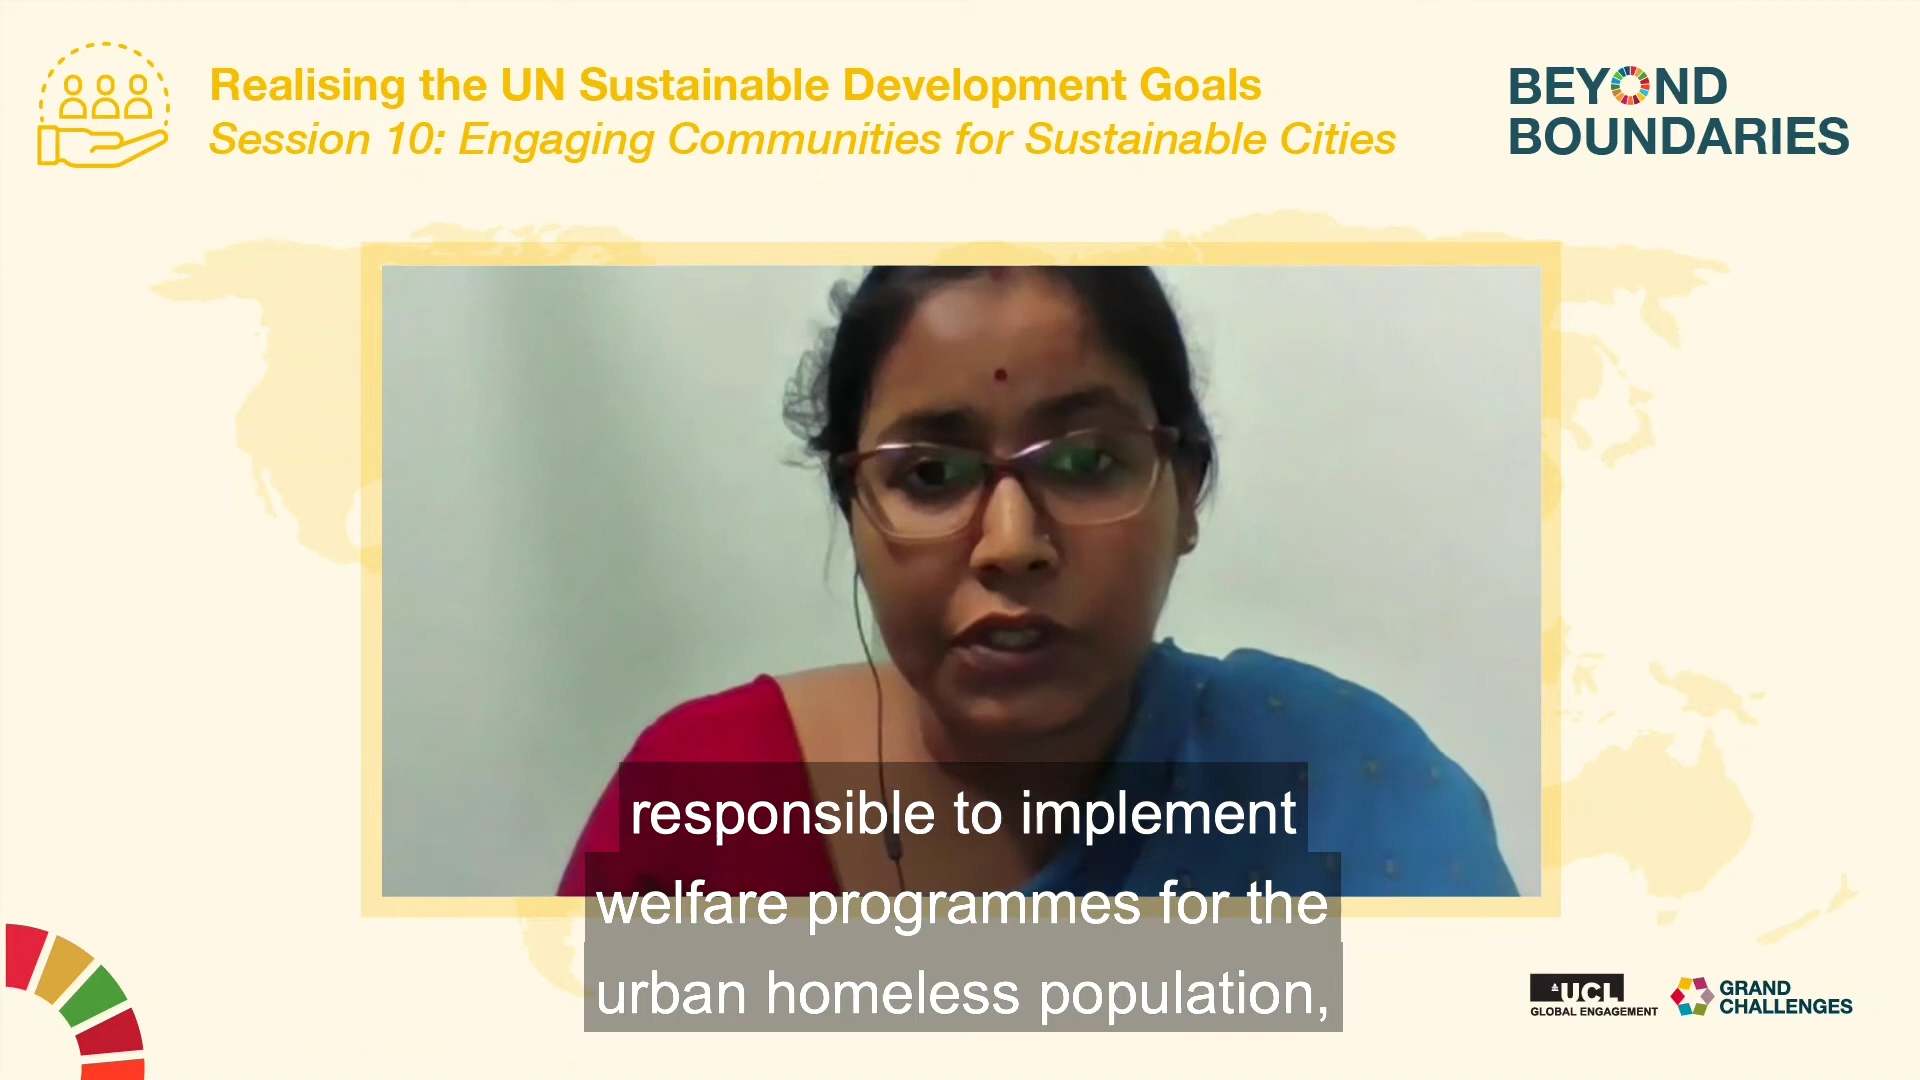 Realising the UN Sustainable Development Goals
Session 10: Engaging Communities for Sustainable Cities
BEYOND
BOUNDARIES
responsible to implement
welfare programmes for the
urban homeless population,
UCL
GLOBAL ENGAGEMENT
GRAND
CHALLENGES